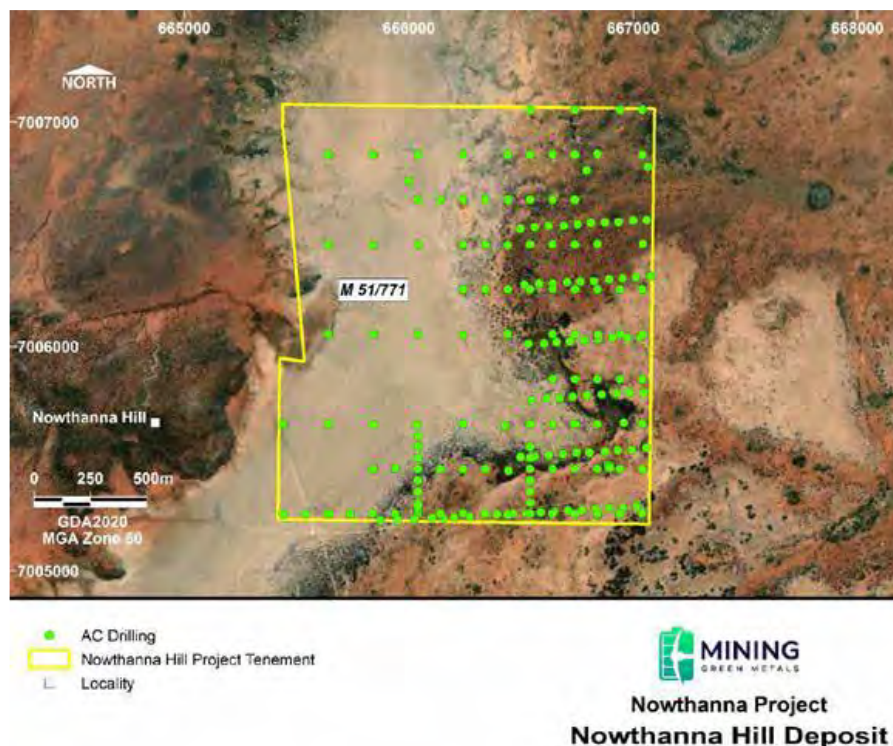 665000 666000 667000 668000
NORTH
7007000
M 51/771
7006000
Nowthanna Hill
0 250 500m
GDA2020
MGA Zone 50
7005000
AC Drilling
Nowthanna Hill Project Tenement
Locality
MINING
GREEN METALS
Nowthanna Project
Nowthanna Hill Deposit